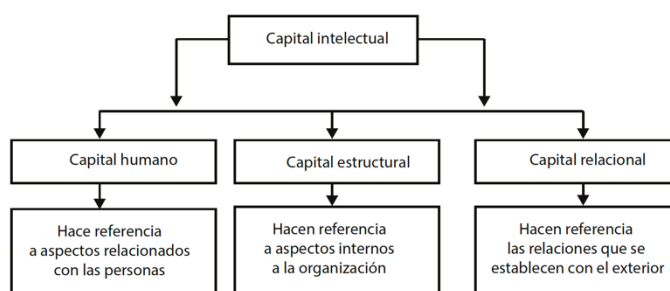 Capital intelectual
Capital humano
Capital estructural
Capital relacional
Hace referencia
a aspectos relacionados
con las personas
Hacen referencia
a aspectos internos
a la organización
Hacen referencia
las relaciones que se
establecen con el exterior